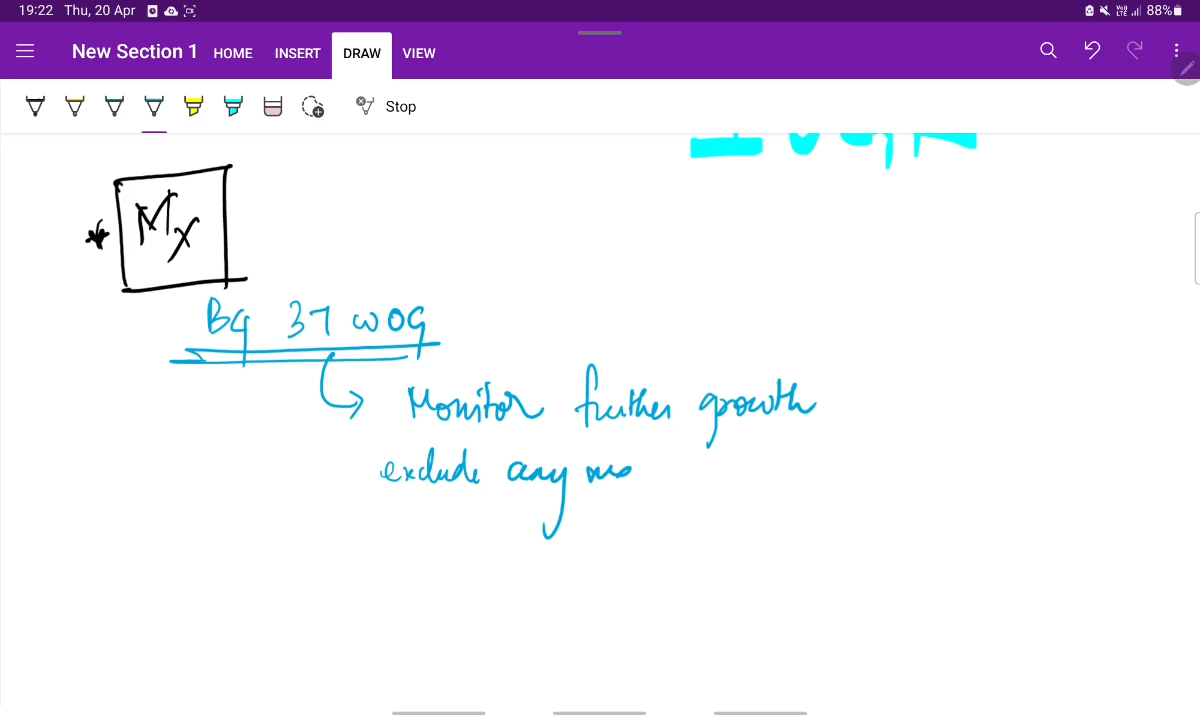 19:22 Thu, 20 Apr 88%
New Section 1 HOME INSERT DRAW VIEW
Stop
* Mx
B4 37 WOG
Monitor further growth
exclude any